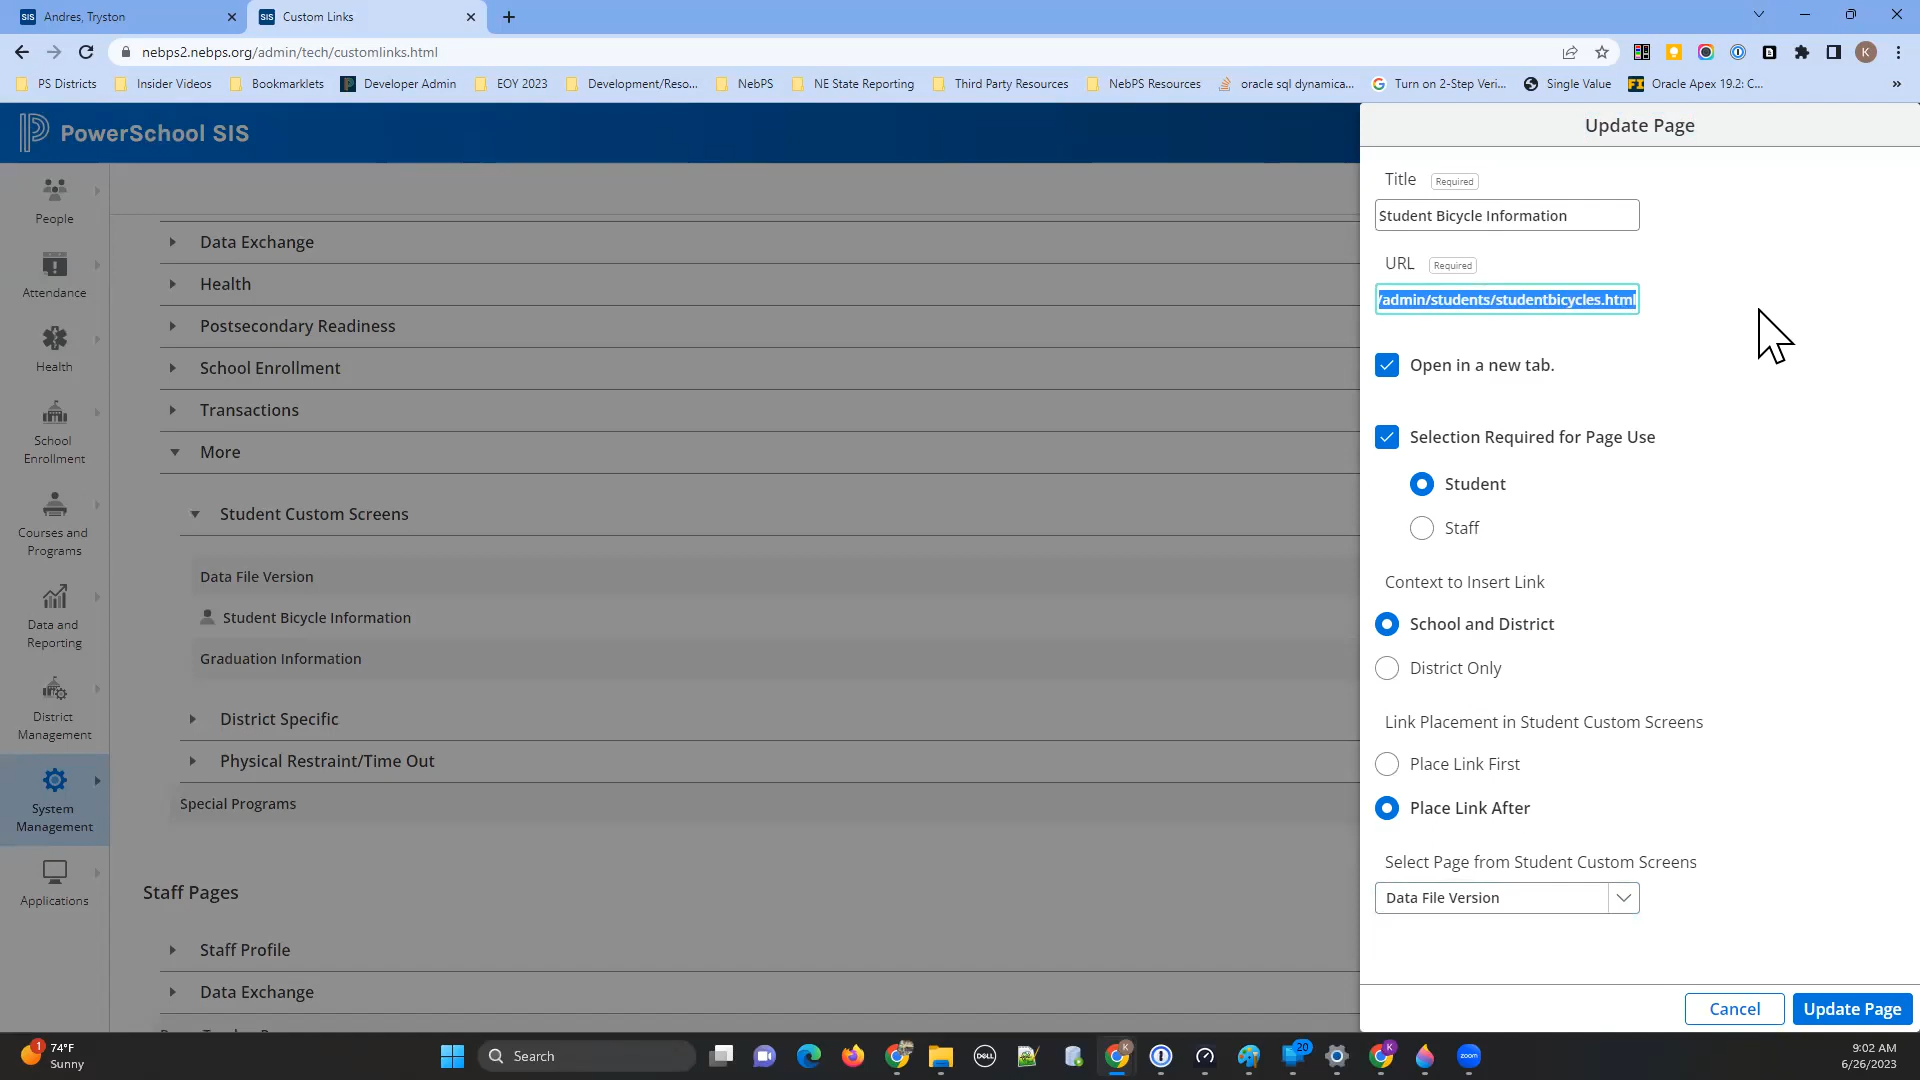 SIS Andres, Tryston
SIS Custom Links
nebps2.nebps.org/admin/tech/customlinks.html
K
PS Districts
Insider Videos
Bookmarklets
Developer Admin
EOY 2023
Development/Reso...
NebPS
NE State Reporting
Third Party Resources
NebPS Resources
oracle sql dynamica...
Turn on 2-Step Veri...
Single Value
Oracle Apex 19.2: C...
»
PowerSchool SIS
People
Attendance
Health
School
Enrollment
Courses and
Programs
Data and
Reporting
District
Management
System
Management
Applications
Data Exchange
Health
Postsecondary Readiness
School Enrollment
Transactions
More
Student Custom Screens
Data File Version
Student Bicycle Information
Graduation Information
District Specific
Physical Restraint/Time Out
Special Programs
Staff Pages
Staff Profile
Data Exchange
Update Page
Title Required
Student Bicycle Information
URL Required
/admin/students/studentbicycles.html
Open in a new tab.
Selection Required for Page Use
Student
Staff
Context to Insert Link
School and District
District Only
Link Placement in Student Custom Screens
Place Link First
Place Link After
Select Page from Student Custom Screens
Data File Version
Cancel
Update Page
1
74°F
Sunny
Search
DELL
K
20
K
zoom
9:02 AM
6/26/2023